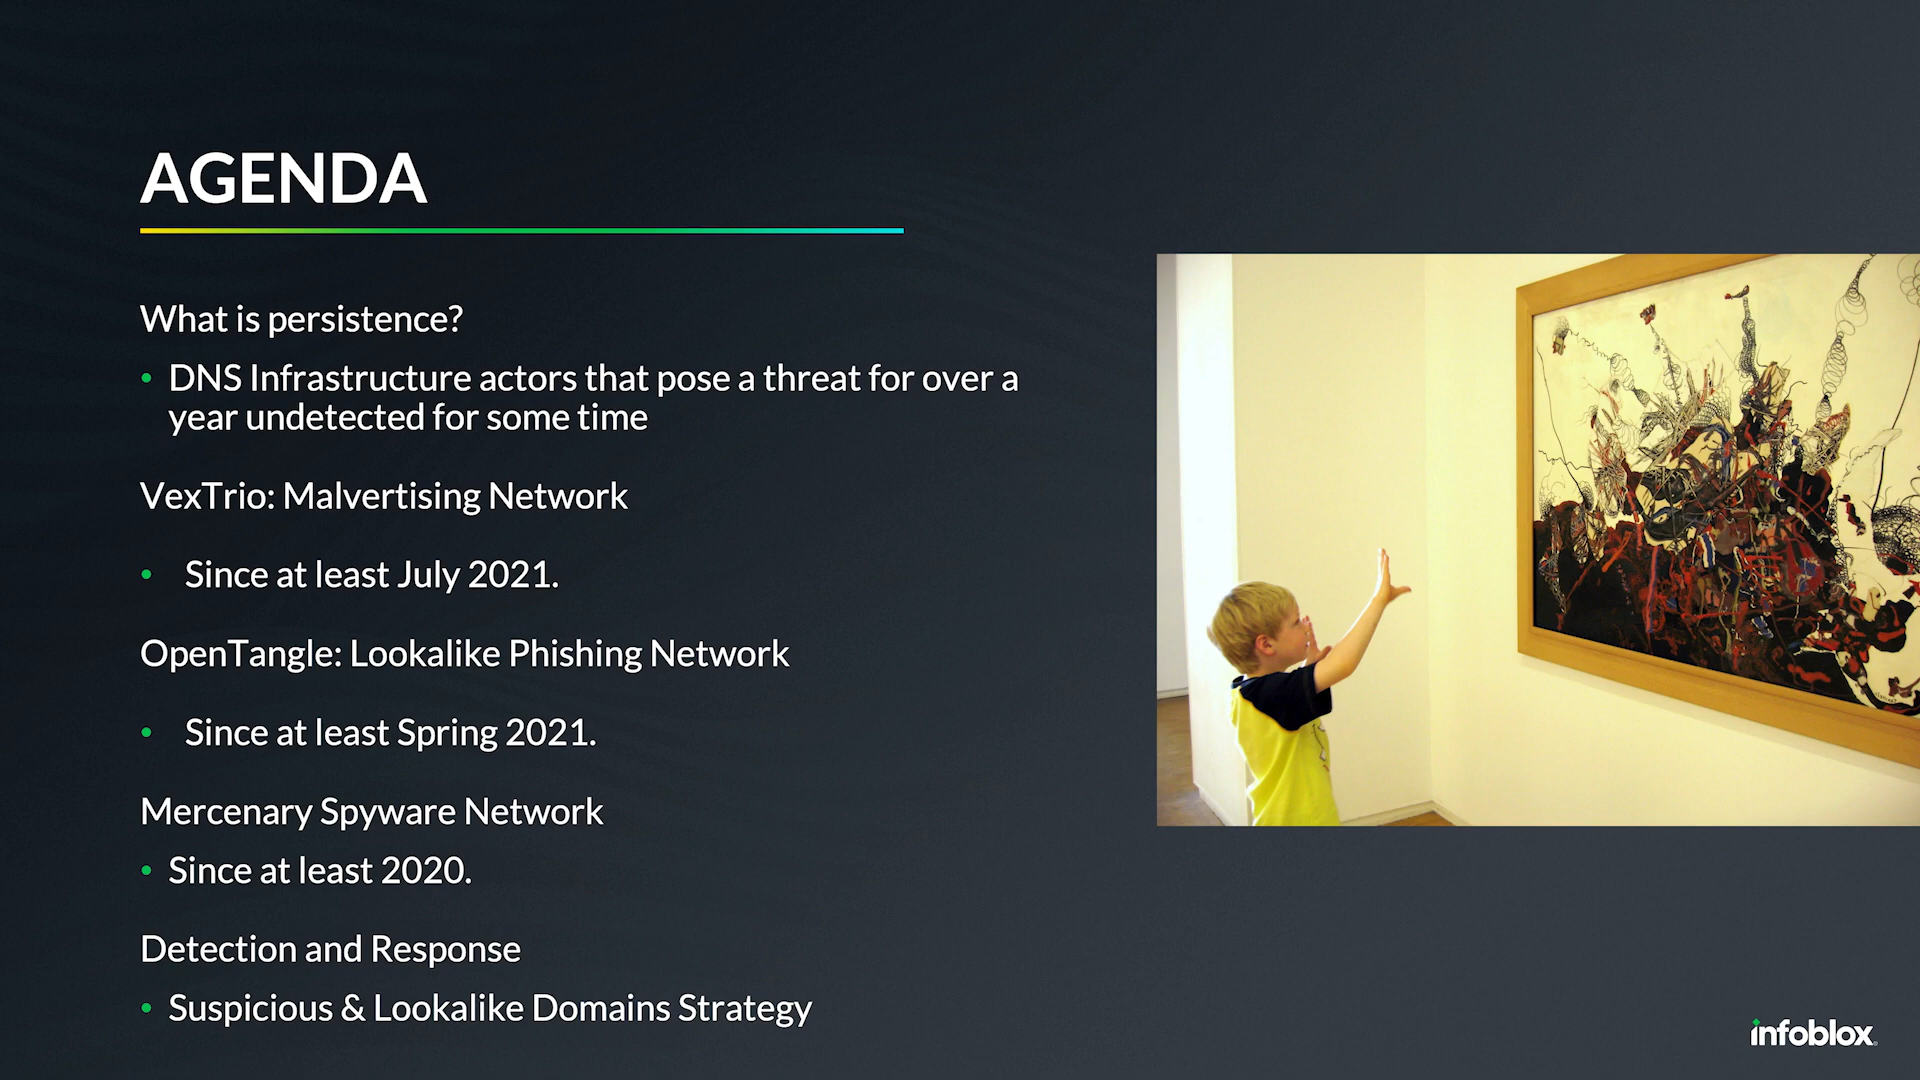 AGENDA
What is persistence?
• DNS Infrastructure actors that pose a threat for over a
year undetected for some time
VexTrio: Malvertising Network
• Since at least July 2021.
OpenTangle: Lookalike Phishing Network
• Since at least Spring 2021.
Mercenary Spyware Network
• Since at least 2020.
Detection and Response
• Suspicious & Lookalike Domains Strategy
infoblox